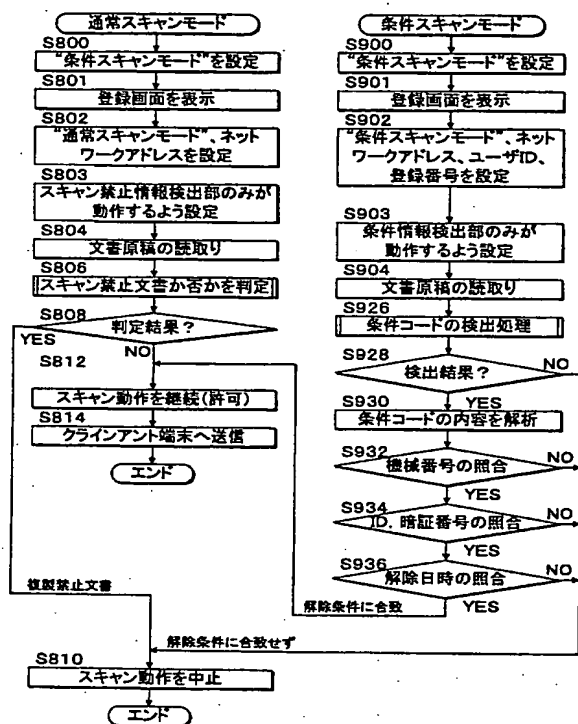 通常スキャンモード
S800
“条件スキャンモード”を設定
S801
登録画面を表示
S802
“通常スキャンモード”、ネット
ワークアドレスを設定
S803
スキャン禁止情報検出部のみが
動作するよう設定
S804
文書原稿の読取り
S806
スキャン禁止文書か否かを判定
S808
判定結果？
YES
NO
S812
スキャン動作を継続(許可)
S814
クラインアント端末へ送信
エンド
複製禁止文書
解除条件に合致せず
S810
スキャン動作を中止
エンド
条件スキャンモード
S900
“条件スキャンモード”を設定
S901
登録画面を表示
S902
“条件スキャンモード”、ネット
ワークアドレス、ユーザID、
登録番号を設定
S903
条件情報検出部のみが
動作するよう設定
S904
文書原稿の読取り
S926
条件コードの検出処理
S928
検出結果？
NO
YES
S930
条件コードの内容を解析
S932
機械番号の照合
NO
YES
S934
ID．暗証番号の照合
NO
YES
S936
解除日時の照合
NO
YES
解除条件に合致